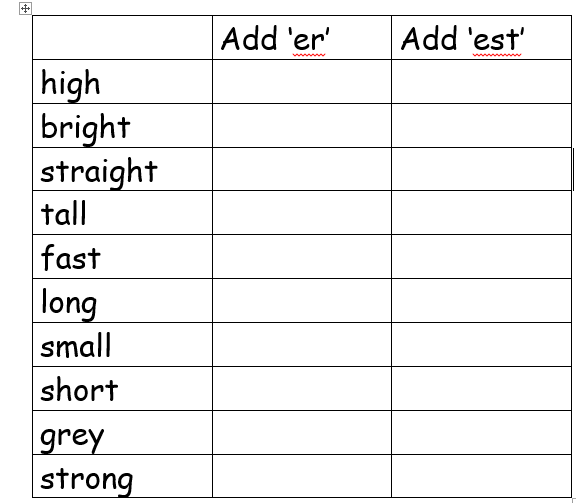 Add ‘er’ Add ‘est’
high
bright
straight
tall
fast
long
small
short
grey
strong